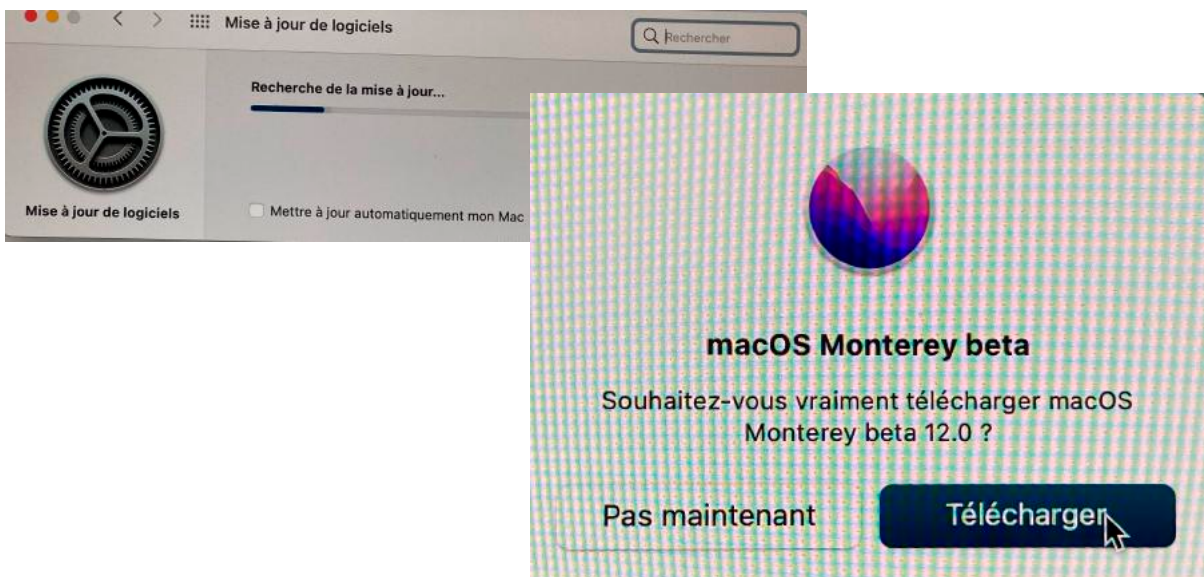 Mise à jour de logiciels
Rechercher
Recherche de la mise à jour...
Mise à jour de logiciels
Mettre à jour automatiquement mon Mac
macOS Monterey beta
Souhaitez-vous vraiment télécharger macOS
Monterey beta 12.0 ?
Pas maintenant
Télécharger